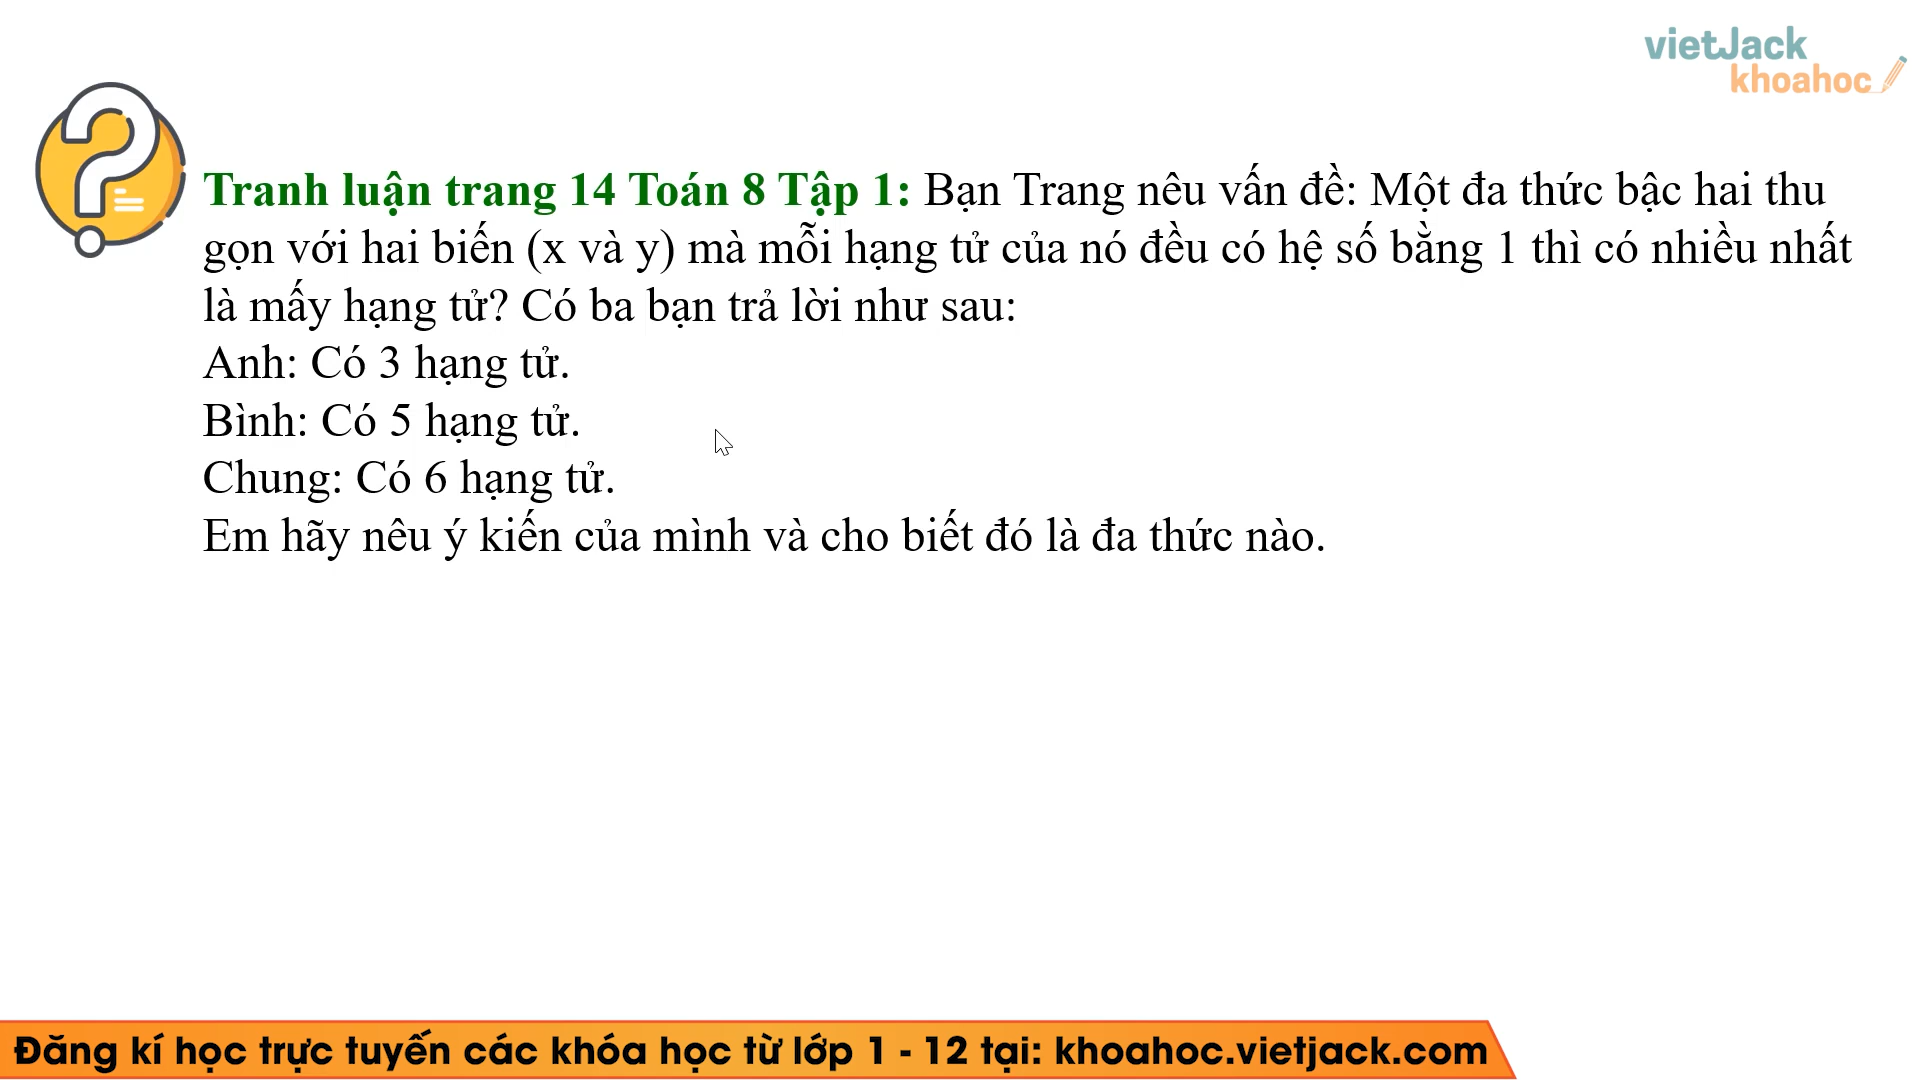 vietJack
khoahoc
Tranh luận trang 14 Toán 8 Tập 1: Bạn Trang nêu vấn đề: Một đa thức bậc hai thu
gọn với hai biến (x và y) mà mỗi hạng tử của nó đều có hệ số bằng 1 thì có nhiều nhất
là mấy hạng tử? Có ba bạn trả lời như sau:
Anh: Có 3 hạng tử.
Bình: Có 5 hạng tử.
Chung: Có 6 hạng tử.
Em hãy nêu ý kiến của mình và cho biết đó là đa thức nào.
Đăng kí học trực tuyến các khóa học từ lớp 1 - 12 tại: khoahoc.vietjack.com